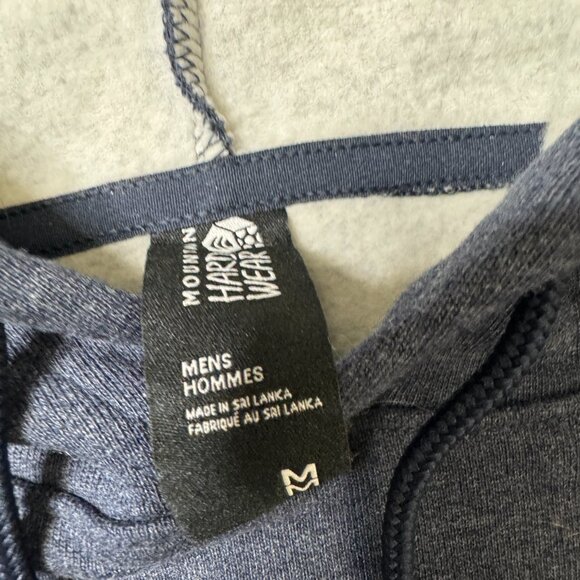 MOUNTAIN
HARD
WEAR
MENS
HOMMES
MADE IN SRI LANKA
FABRIQUÉ AU SRI LANKA
M